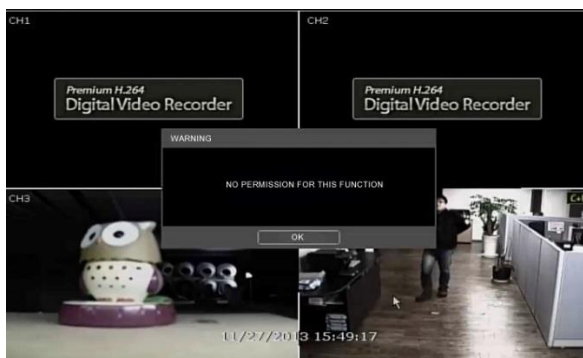 CH1
CH2
Premium H.264
Digital Video Recorder
Premium H.264
Digital Video Recorder
WARNING
NO PERMISSION FOR THIS FUNCTION
OK
CH3
11/27/2013 15:49:17